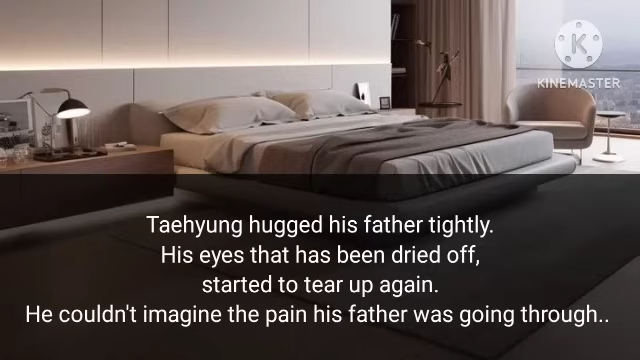 KINEMASTER
Taehyung hugged his father tightly.
His eyes that has been dried off,
started to tear up again.
He couldn't imagine the pain his father was going through..